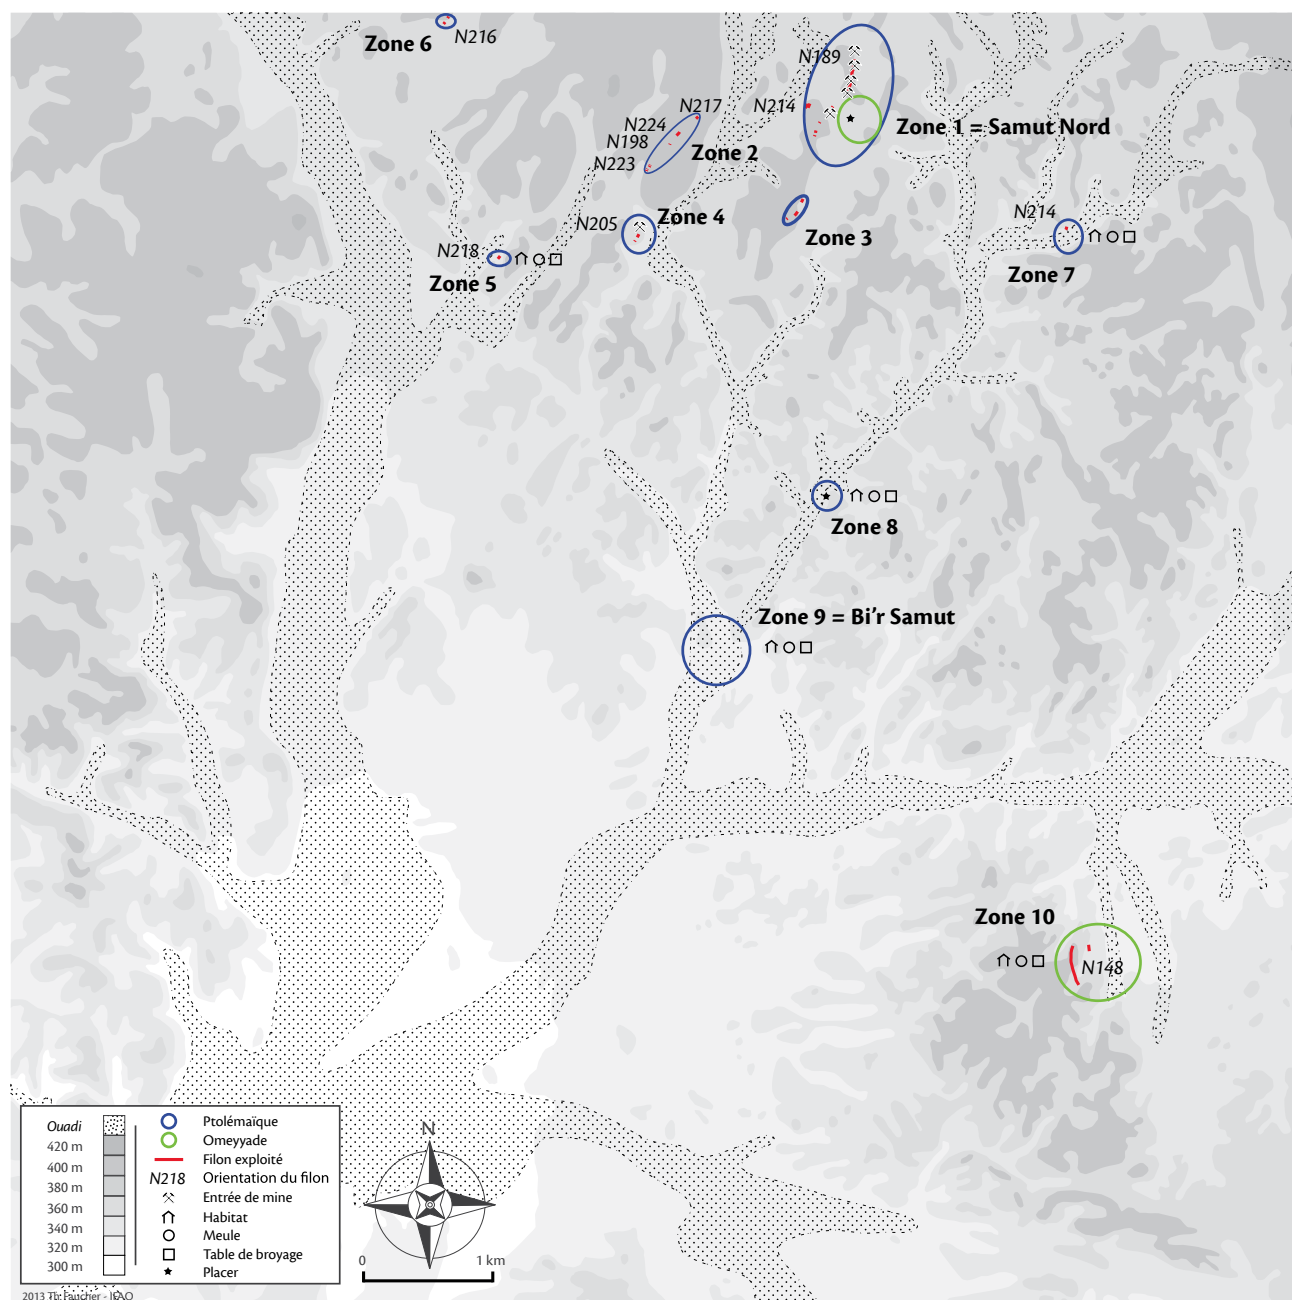 Zone 6
N216
N189
N217
N214
N224
N198
N223
Zone 1 = Samut Nord
Zone 2
N205
Zone 4
Zone 3
N214
Zone 7
N218
Zone 5
Zone 8
Zone 9 = Bi’r Samut
Zone 10
N148
Ouadi
420 m
400 m
380 m
360 m
340 m
320 m
300 m
Ptolémaïque
Omeyyade
Filon exploité
N218 Orientation du filon
Entrée de mine
Habitat
Meule
Table de broyage
Placer
N
0 1 km
2013 Th. Faucher - IFAO